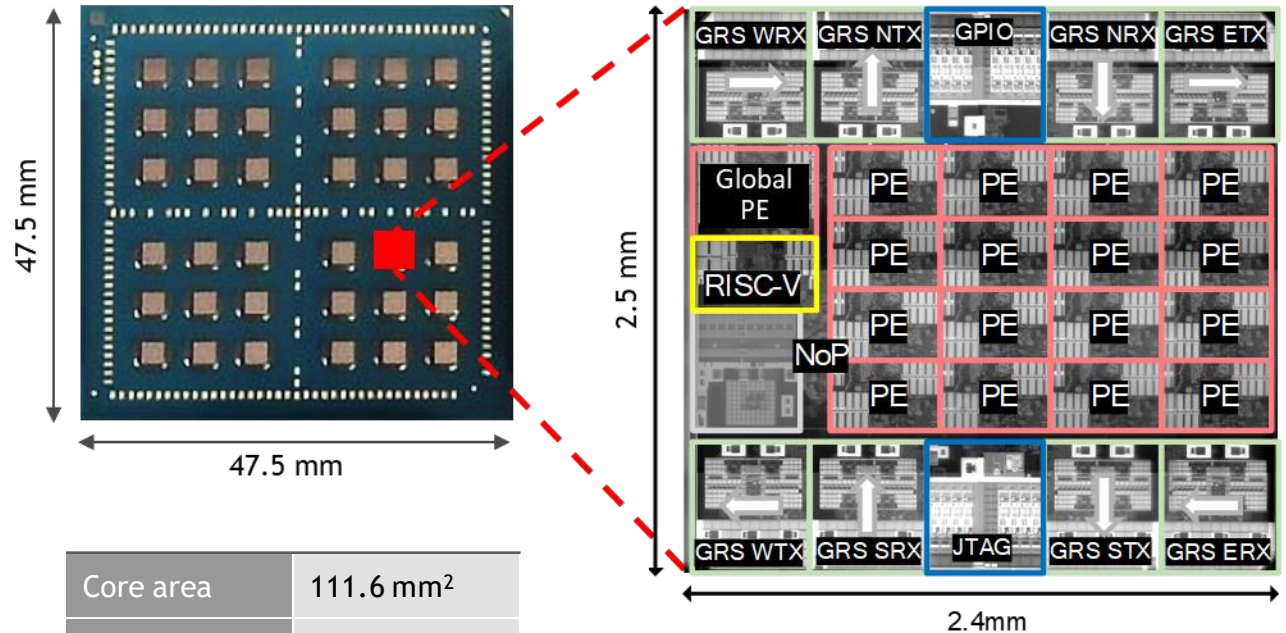 47.5 mm
47.5 mm
Core area 111.6 mm²
GRS WRX GRS NTX GPIO GRS NRX GRS ETX
2.5 mm
Global
PE
RISC-V
NoP
PE PE PE PE
PE PE PE PE
PE PE PE PE
PE PE PE PE
GRS WTX GRS SRX JTAG GRS STX GRS ERX
2.4mm